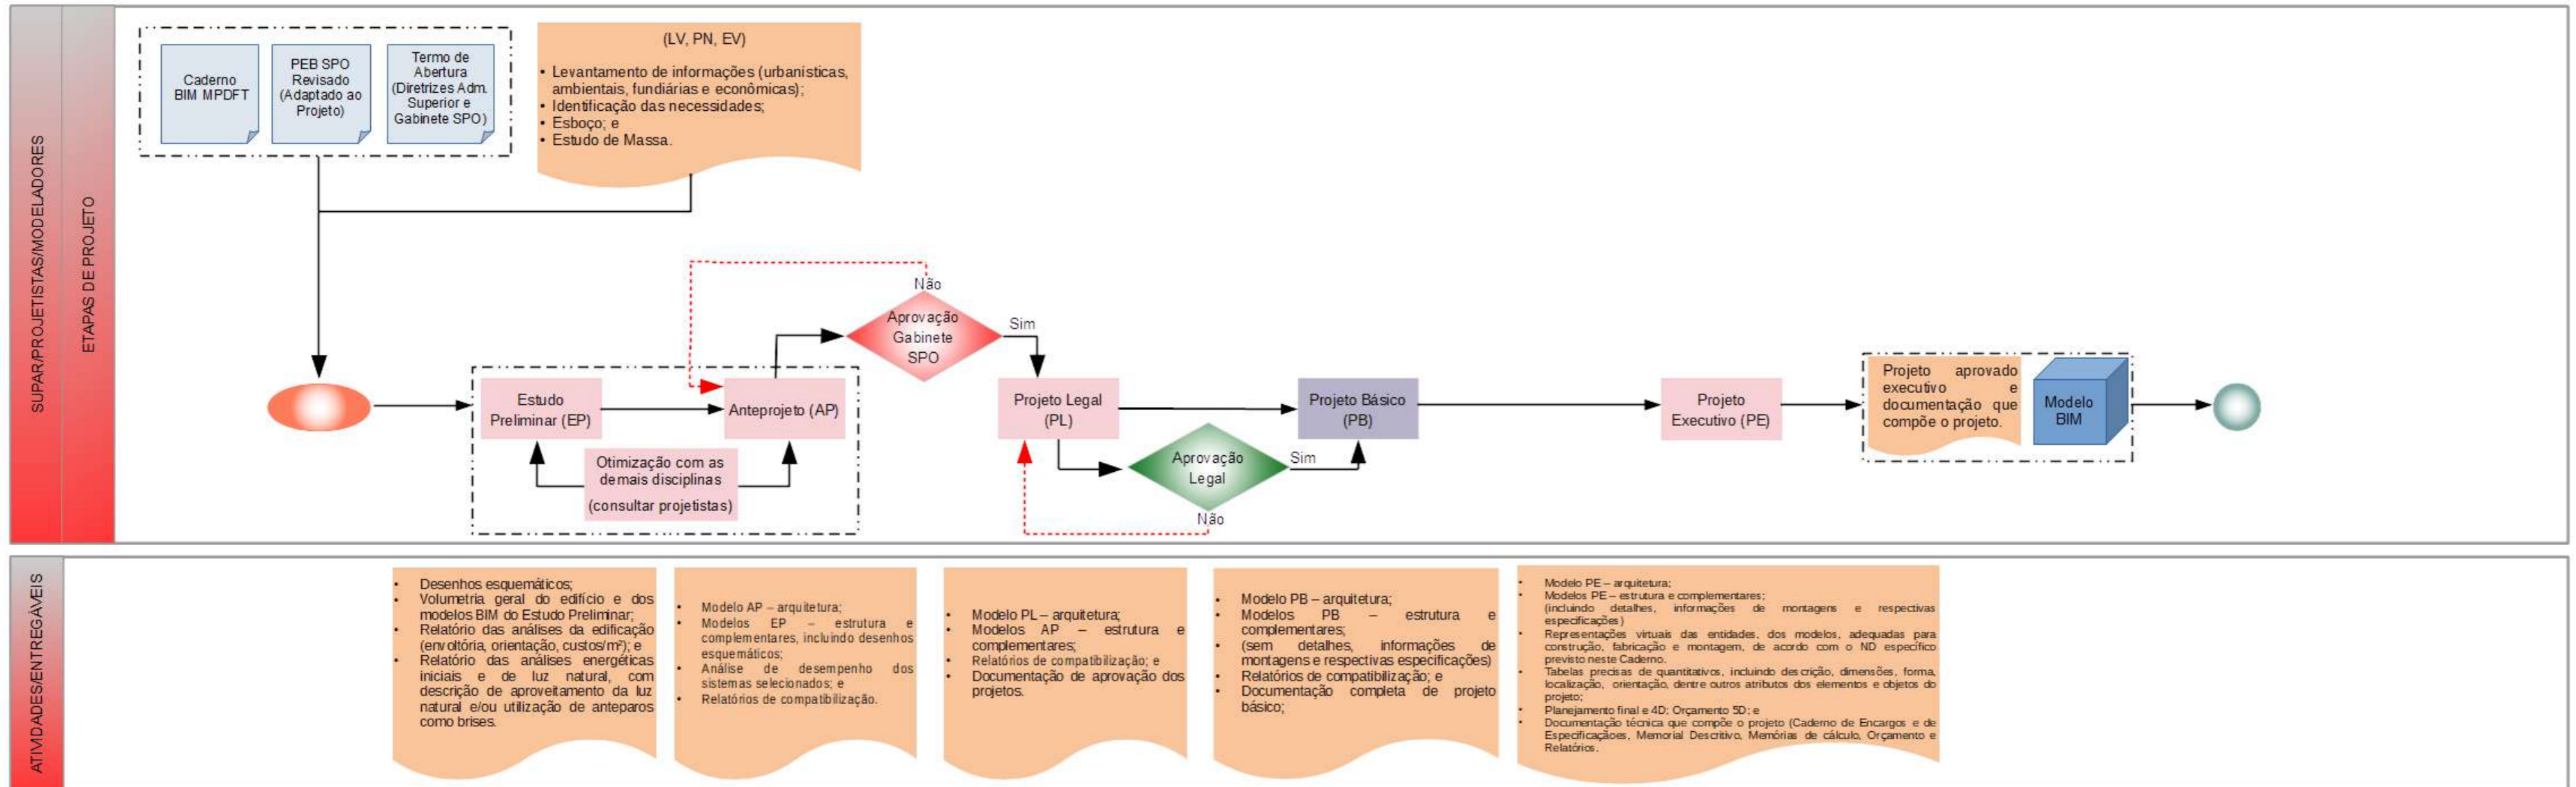 SUPAR/PROJETISTAS/MODELADORES
ETAPAS DE PROJETO
Caderno
BIM MPDFT
PEB SPO
Revisado
(Adaptado ao
Projeto)
Termo de
Abertura
(Diretrizes Adm.
Superior e
Gabinete SPO)
(LV, PN, EV)
• Levantamento de informações (urbanísticas,
ambientais, fundiárias e econômicas);
• Identificação das necessidades;
• Esboço; e
• Estudo de Massa.
Estudo
Preliminar (EP)
Anteprojeto (AP)
Otimização com as
demais disciplinas
(consultar projetistas)
Não
Aprovação
Gabinete
SPO
Sim
Projeto Legal
(PL)
Aprovação
Legal
Sim
Não
Projeto Básico
(PB)
Projeto
Executivo (PE)
Projeto aprovado
executivo e
documentação que
compõe o projeto.
Modelo
BIM
ATIVIDADES/ENTREGÁVEIS
• Desenhos esquemáticos;
• Volumetria geral do edifício e dos
modelos BIM do Estudo Preliminar;
• Relatório das análises da edificação
(envoltória, orientação, custos/m²); e
• Relatório das análises energéticas
iniciais e de luz natural, com
descrição de aproveitamento da luz
natural e/ou utilização de anteparos
como brises.
• Modelo AP – arquitetura;
• Modelos EP – estrutura e
complementares, incluindo desenhos
esquemáticos;
• Análise de desempenho dos
sistemas selecionados; e
• Relatórios de compatibilização.
• Modelo PL – arquitetura;
• Modelos AP – estrutura e
complementares;
• Relatórios de compatibilização; e
• Documentação de aprovação dos
projetos.
• Modelo PB – arquitetura;
• Modelos PB – estrutura e
complementares;
• (sem detalhes, informações de
montagens e respectivas especificações)
• Relatórios de compatibilização; e
• Documentação completa de projeto
básico;
• Modelo PE – arquitetura;
• Modelos PE – estrutura e complementares;
(incluindo detalhes, informações de montagens e respectivas
especificações)
• Representações virtuais das entidades, dos modelos, adequadas para
construção, fabricação e montagem, de acordo com o ND específico
previsto neste Caderno.
• Tabelas precisas de quantitativos, incluindo descrição, dimensões, forma,
localização, orientação, dentre outros atributos dos elementos e objetos do
projeto;
• Planejamento final e 4D; Orçamento 5D; e
• Documentação técnica que compõe o projeto (Caderno de Encargos e de
Especificações, Memorial Descritivo, Memórias de cálculo, Orçamento e
Relatórios.